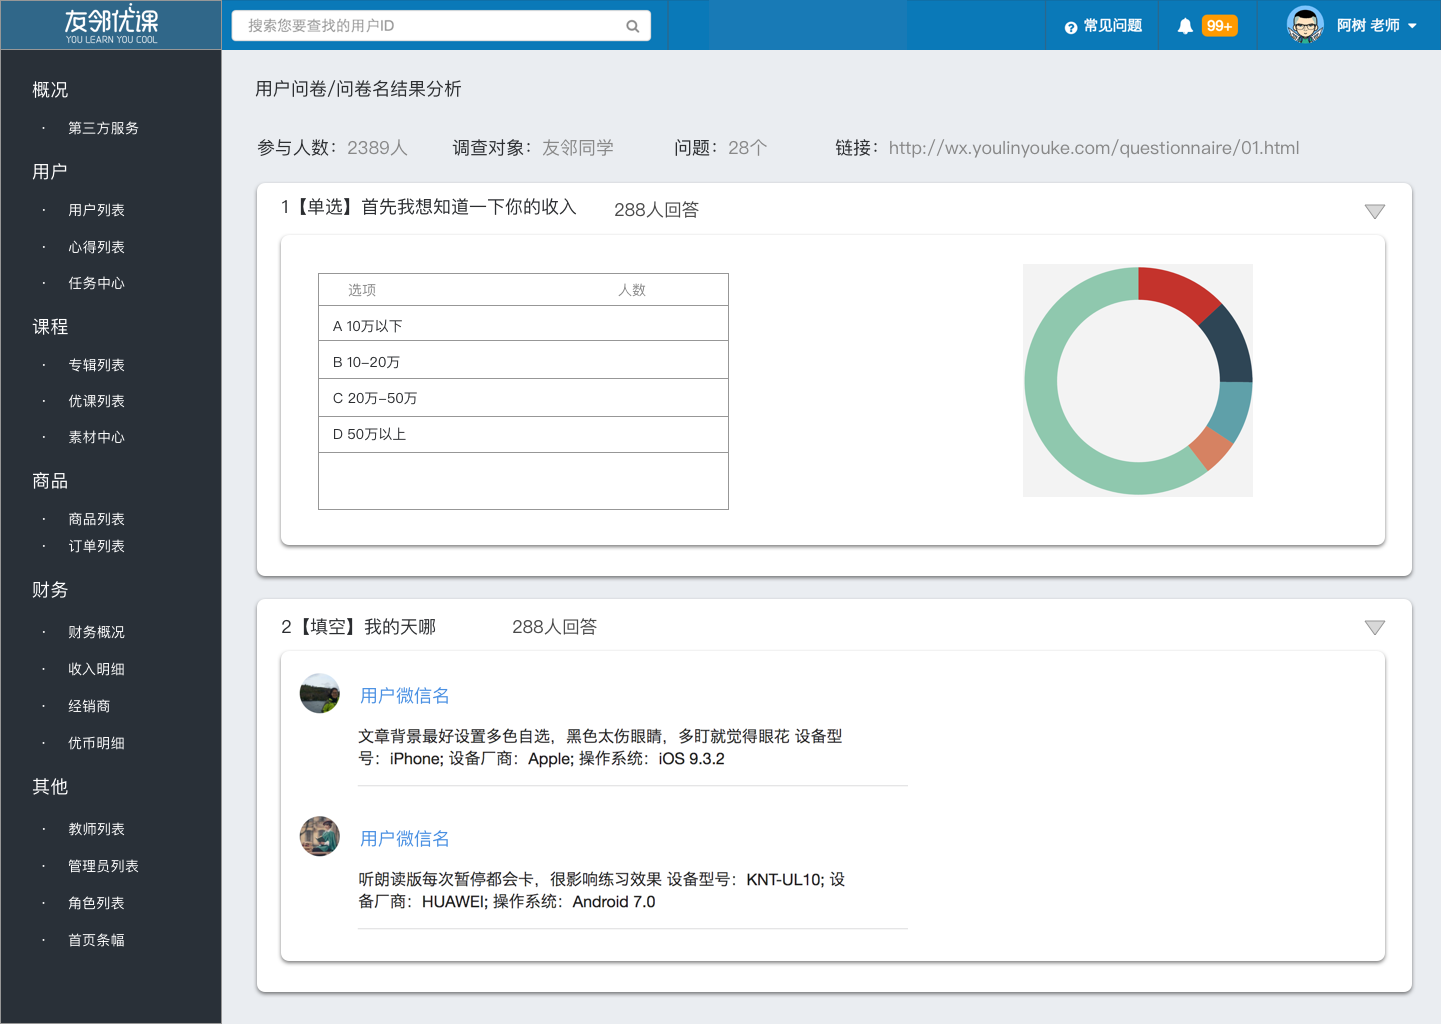 友邻优课
YOU LEARN YOU COOL
搜索您要查找的用户ID
常见问题
99+
阿树 老师
概况
· 第三方服务
用户
· 用户列表
· 心得列表
· 任务中心
课程
· 专辑列表
· 优课列表
· 素材中心
商品
· 商品列表
· 订单列表
财务
· 财务概况
· 收入明细
· 经销商
· 优币明细
其他
· 教师列表
· 管理员列表
· 角色列表
· 首页条幅
用户问卷/问卷名结果分析
参与人数：2389人 调查对象：友邻同学 问题：28个 链接：http://wx.youlinyouke.com/questionnaire/01.html
1【单选】首先我想知道一下你的收入 288人回答
选项 人数
A 10万以下
B 10-20万
C 20万-50万
D 50万以上
2【填空】我的天哪 288人回答
用户微信名
文章背景最好设置多色自选，黑色太伤眼睛，多盯就觉得眼花 设备型
号：iPhone; 设备厂商：Apple; 操作系统：iOS 9.3.2
用户微信名
听朗读版每次暂停都会卡，很影响练习效果 设备型号：KNT-UL10; 设
备厂商：HUAWEI; 操作系统：Android 7.0